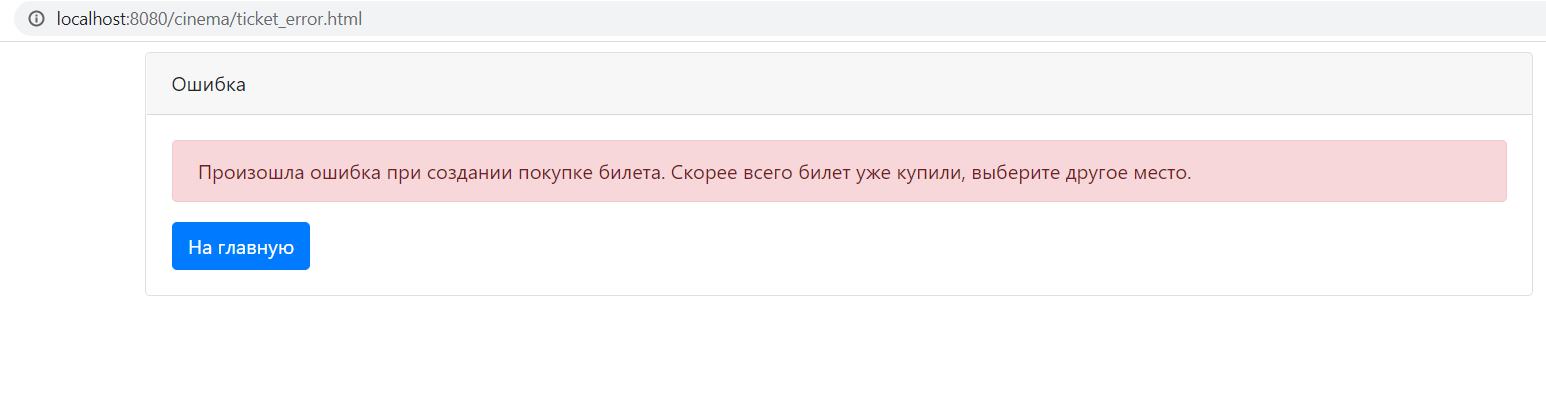 localhost:8080/cinema/ticket_error.html
Ошибка
Произошла ошибка при создании покупке билета. Скорее всего билет уже купили, выберите другое место.
На главную